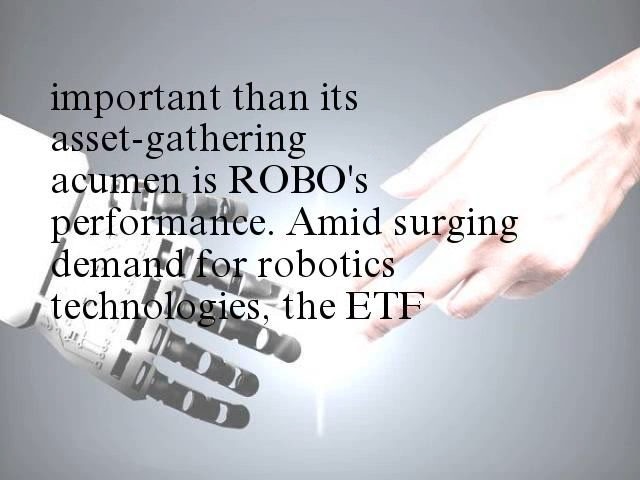 important than its
asset-gathering
acumen is ROBO's
performance. Amid surging
demand for robotics
technologies, the ETF